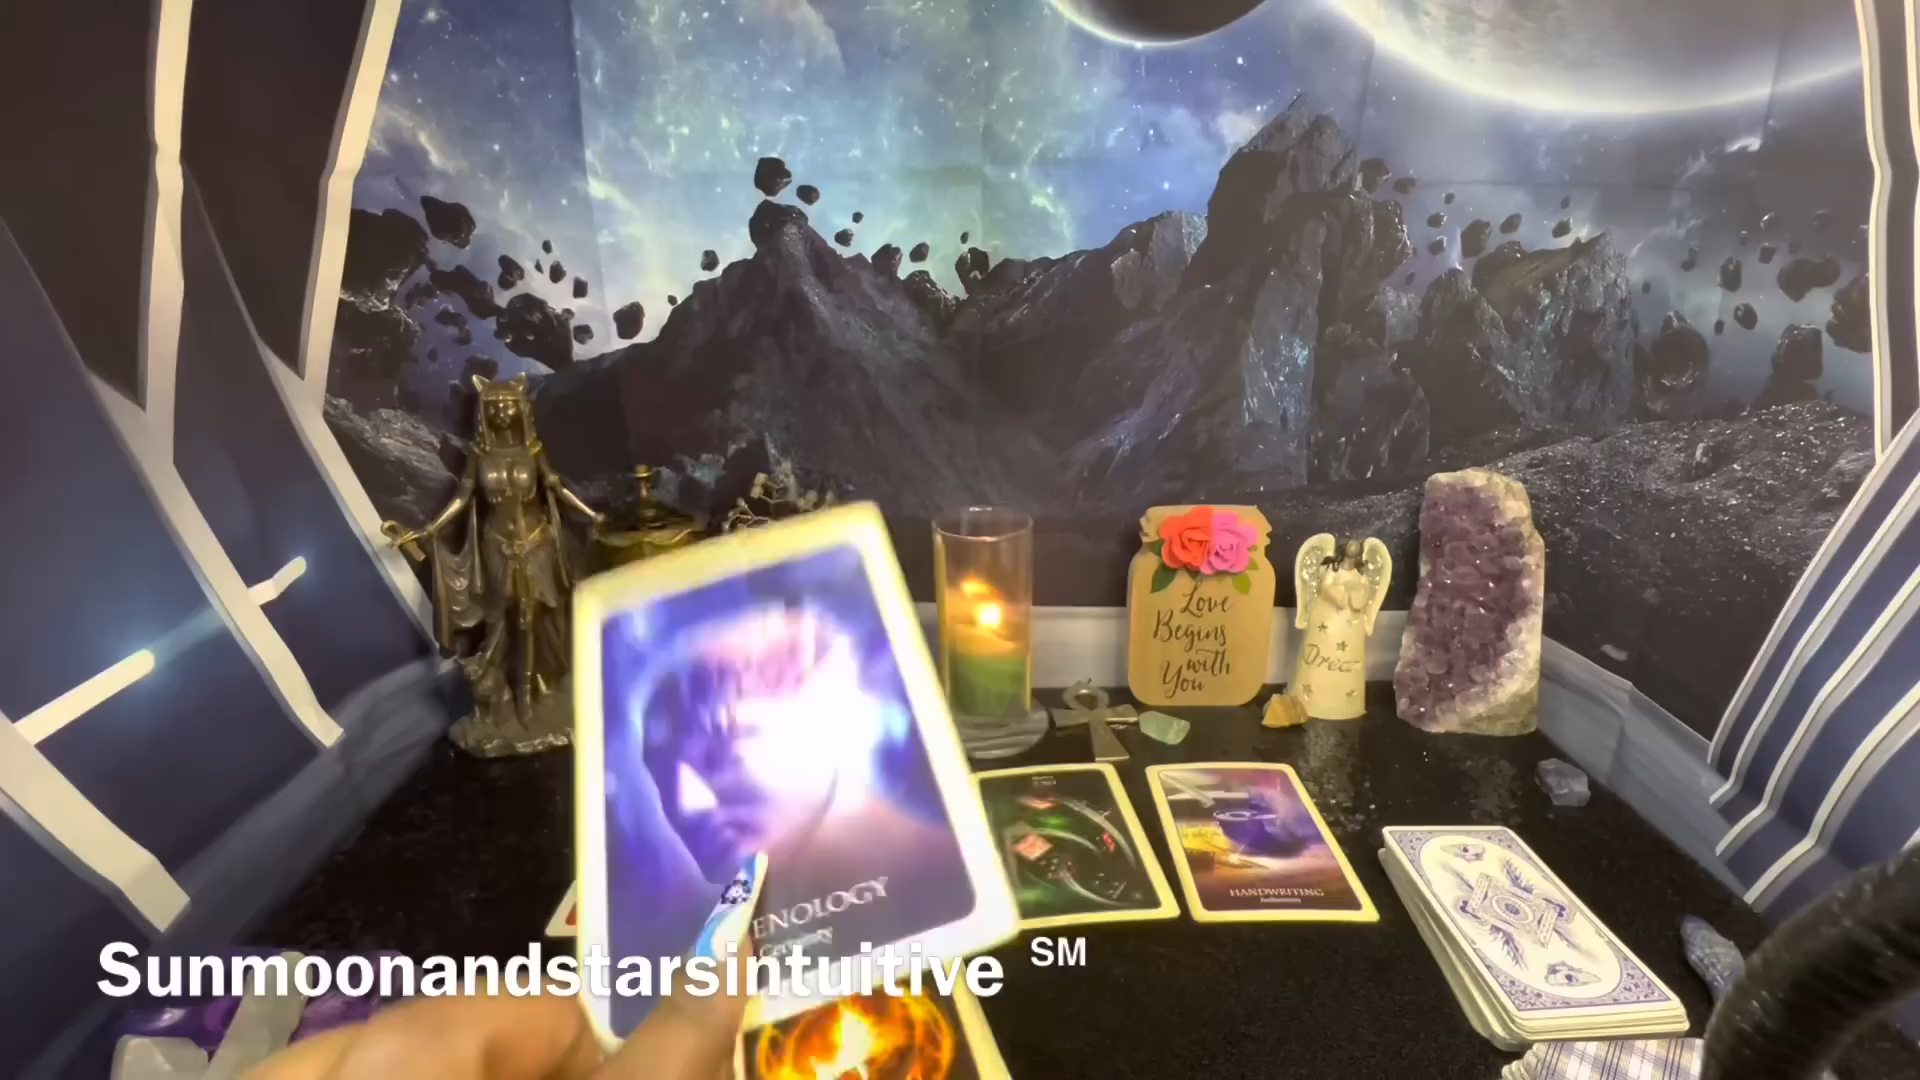 Love
Begins
with
You
Dream
HANDWRITING
ENOLOGY
Sunmoonandstarsintuitive SM